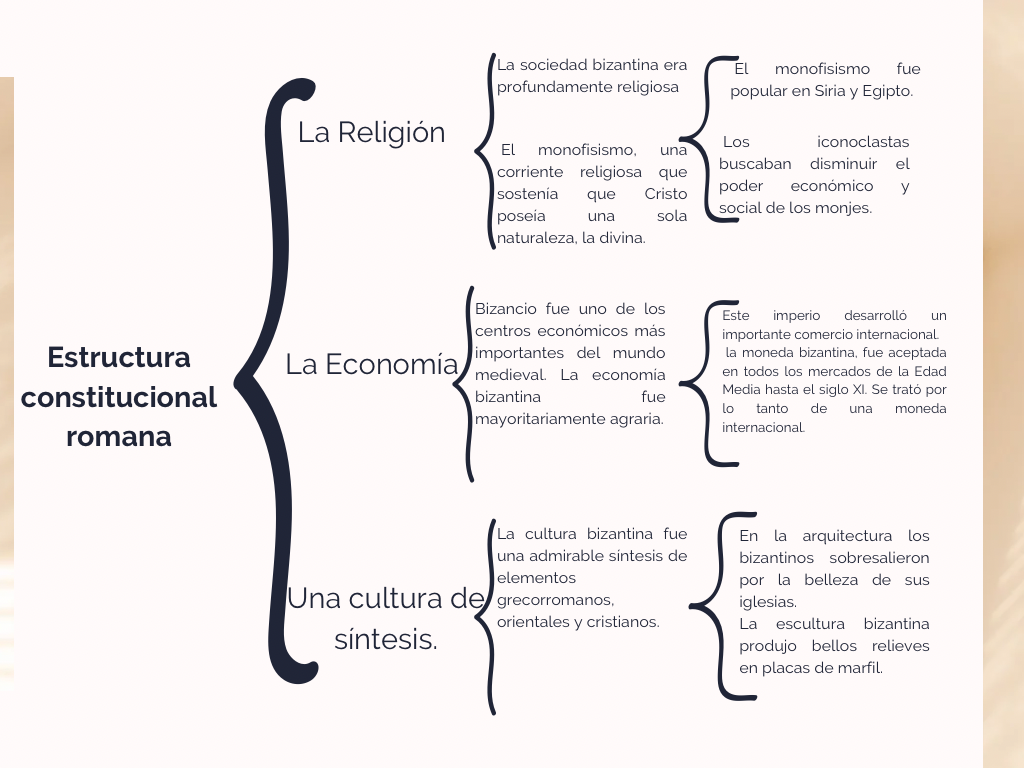 Estructura
constitucional
romana
La Religión
La sociedad bizantina era
profundamente religiosa
El monofisismo, una
corriente religiosa que
sostenía que Cristo
poseía una sola
naturaleza, la divina.
El monofisismo fue
popular en Siria y Egipto.
Los iconoclastas
buscaban disminuir el
poder económico y
social de los monjes.
La Economía
Bizancio fue uno de los
centros económicos más
importantes del mundo
medieval. La economía
bizantina fue
mayoritariamente agraria.
Este imperio desarrolló un
importante comercio internacional.
la moneda bizantina, fue aceptada
en todos los mercados de la Edad
Media hasta el siglo XI. Se trató por
lo tanto de una moneda
internacional.
Una cultura de
síntesis.
La cultura bizantina fue
una admirable síntesis de
elementos
grecorromanos,
orientales y cristianos.
En la arquitectura los
bizantinos sobresalieron
por la belleza de sus
iglesias.
La escultura bizantina
produjo bellos relieves
en placas de marfil.